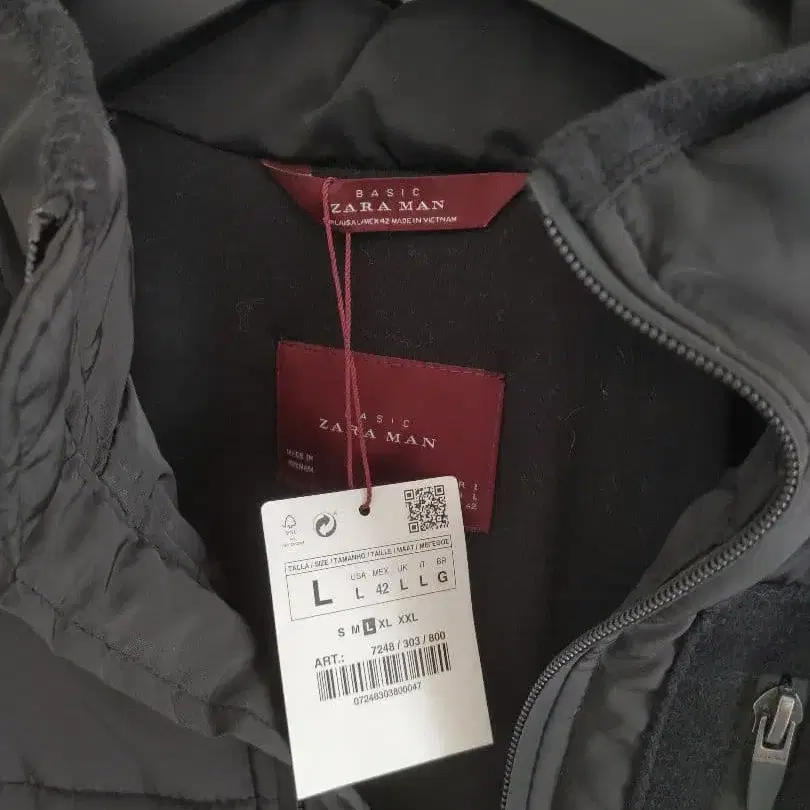 BASIC
ZARA MAN
MADE IN VIETNAM
BASIC
ZARA MAN
MADE IN
VIETNAM
R L
L
42
TALLA / SIZE / TAMANHO / TAILLE / MAAT /
USA MEX UK IT BR
L L 42 L L G
S M L XL XXL
ART.: 7248 / 303 / 800
07248303800047